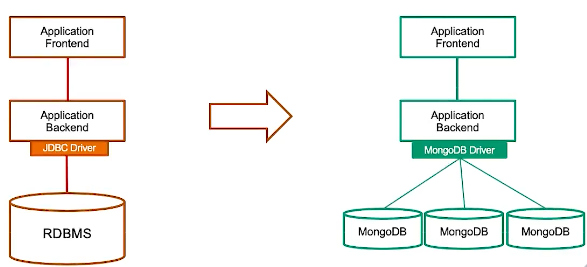 Application
Frontend
Application
Backend
JDBC Driver
RDBMS
Application
Frontend
Application
Backend
MongoDB Driver
MongoDB
MongoDB
MongoDB